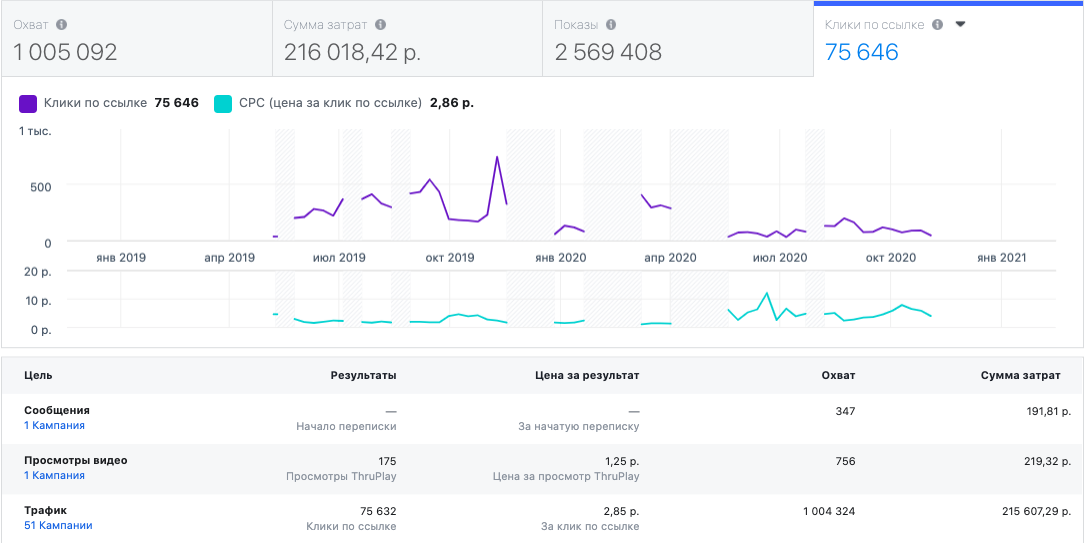 Охват Сумма затрат Показы Клики по ссылке
1 005 092 216 018,42 р. 2 569 408 75 646
Клики по ссылке 75 646 CPC (цена за клик по ссылке) 2,86 р.
1 тыс.
500
0
янв 2019 апр 2019 июл 2019 окт 2019 янв 2020 апр 2020 июл 2020 окт 2020 янв 2021
20 р.
10 р.
0 р.
Цель Результаты Цена за результат Охват Сумма затрат
Сообщения — — 347 191,81 р.
1 Кампания Начало переписки За начатую переписку
Просмотры видео 175 1,25 р. 756 219,32 р.
1 Кампания Просмотры ThruPlay Цена за просмотр ThruPlay
Трафик 75 632 2,85 р. 1 004 324 215 607,29 р.
51 Кампании Клики по ссылке За клик по ссылке